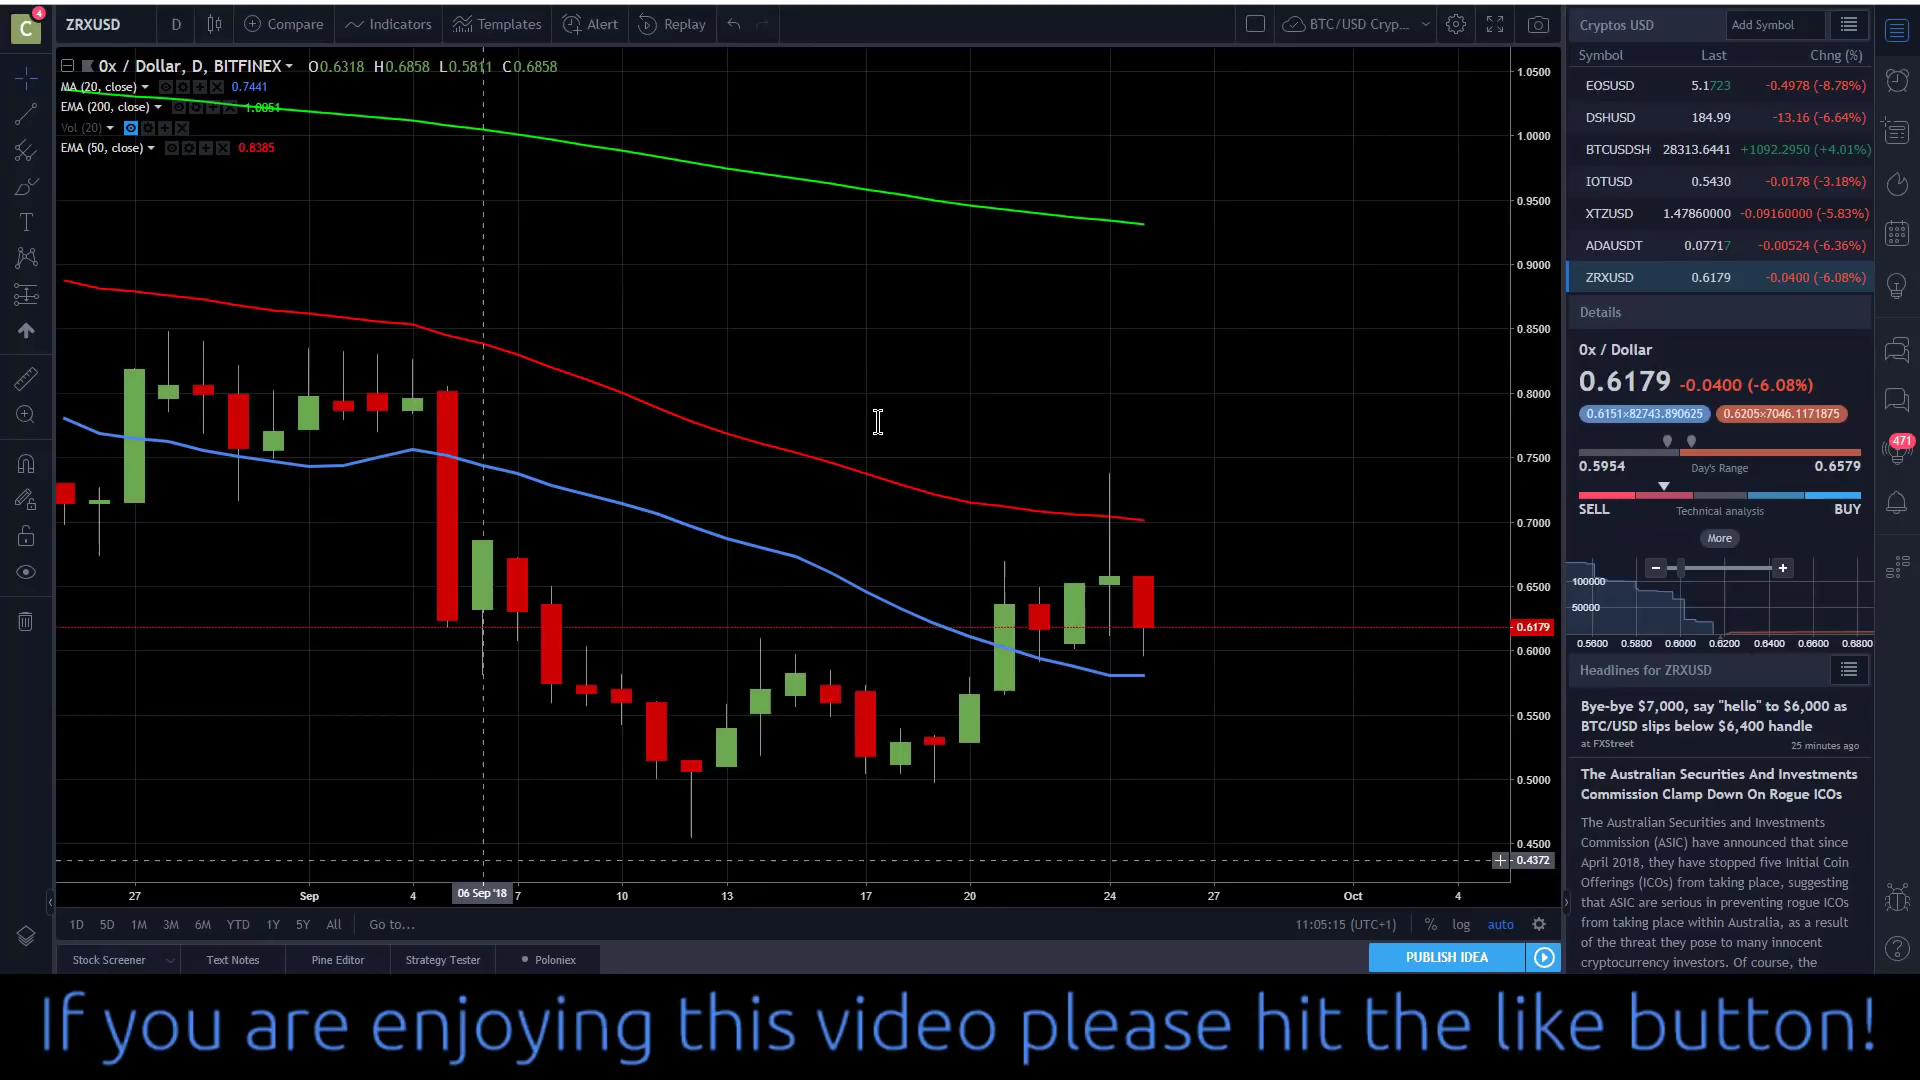 C 4 ZRXUSD D Compare Indicators Templates Alert Replay BTC/USD Cryp...
0x / Dollar, D, BITFINEX O0.6318 H0.6858 L0.5811 C0.6858
MA (20, close) 0.7441
EMA (200, close) 1.0051
Vol (20)
EMA (50, close) 0.8385
1.0500
1.0000
0.9500
0.9000
0.8500
0.8000
0.7500
0.7000
0.6500
0.6179
0.6000
0.5500
0.5000
0.4500
0.4372
27 Sep 4 06 Sep '18 7 10 13 17 20 24 27 Oct 4
1D 5D 1M 3M 6M YTD 1Y 5Y All Go to... 11:05:15 (UTC+1) % log auto
Stock Screener Text Notes Pine Editor Strategy Tester Poloniex PUBLISH IDEA
Cryptos USD Add Symbol
Symbol Last Chng (%)
EOSUSD 5.1723 -0.4978 (-8.78%)
DSHUSD 184.99 -13.16 (-6.64%)
BTCUSDSH 28313.6441 +1092.2950 (+4.01%)
IOTUSD 0.5430 -0.0178 (-3.18%)
XTZUSD 1.47860000 -0.09160000 (-5.83%)
ADAUSDT 0.07717 -0.00524 (-6.36%)
ZRXUSD 0.6179 -0.0400 (-6.08%)
Details
0x / Dollar
0.6179 -0.0400 (-6.08%)
0.6151×82743.890625 0.6205×7046.1171875
0.5954 Day's Range 0.6579
SELL Technical analysis BUY
More
100000
50000
0.5600 0.5800 0.6000 0.6200 0.6400 0.6600 0.6800
Headlines for ZRXUSD
Bye-bye $7,000, say "hello" to $6,000 as
BTC/USD slips below $6,400 handle
at FXStreet 25 minutes ago
The Australian Securities And Investments
Commission Clamp Down On Rogue ICOs
The Australian Securities and Investments
Commission (ASIC) have announced that since
April 2018, they have stopped five Initial Coin
Offerings (ICOs) from taking place, suggesting
that ASIC are serious in preventing rogue ICOs
from taking place within Australia, as a result
of the threat they pose to many innocent
cryptocurrency investors. Of course, the
471
If you are enjoying this video please hit the like button!